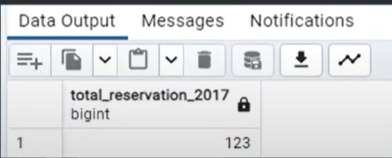 Data Output Messages Notifications
total_reservation_2017
bigint
1 123